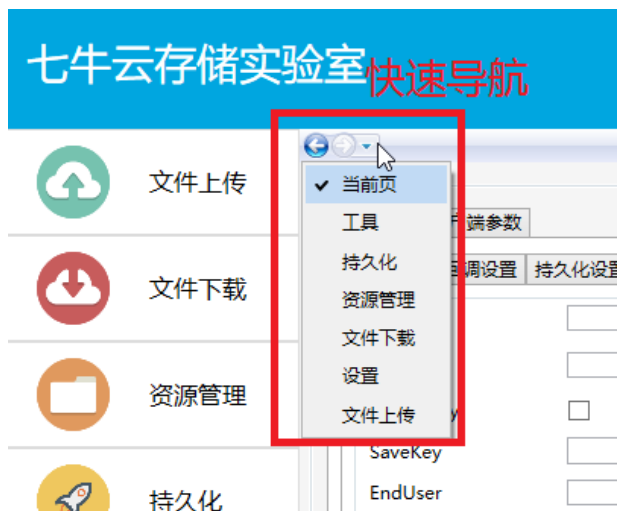 七牛云存储实验室
快速导航
文件上传
文件下载
资源管理
持久化
当前页
工具
持久化
资源管理
文件下载
设置
文件上传
端参数
调设置
持久化设置
SaveKey
EndUser